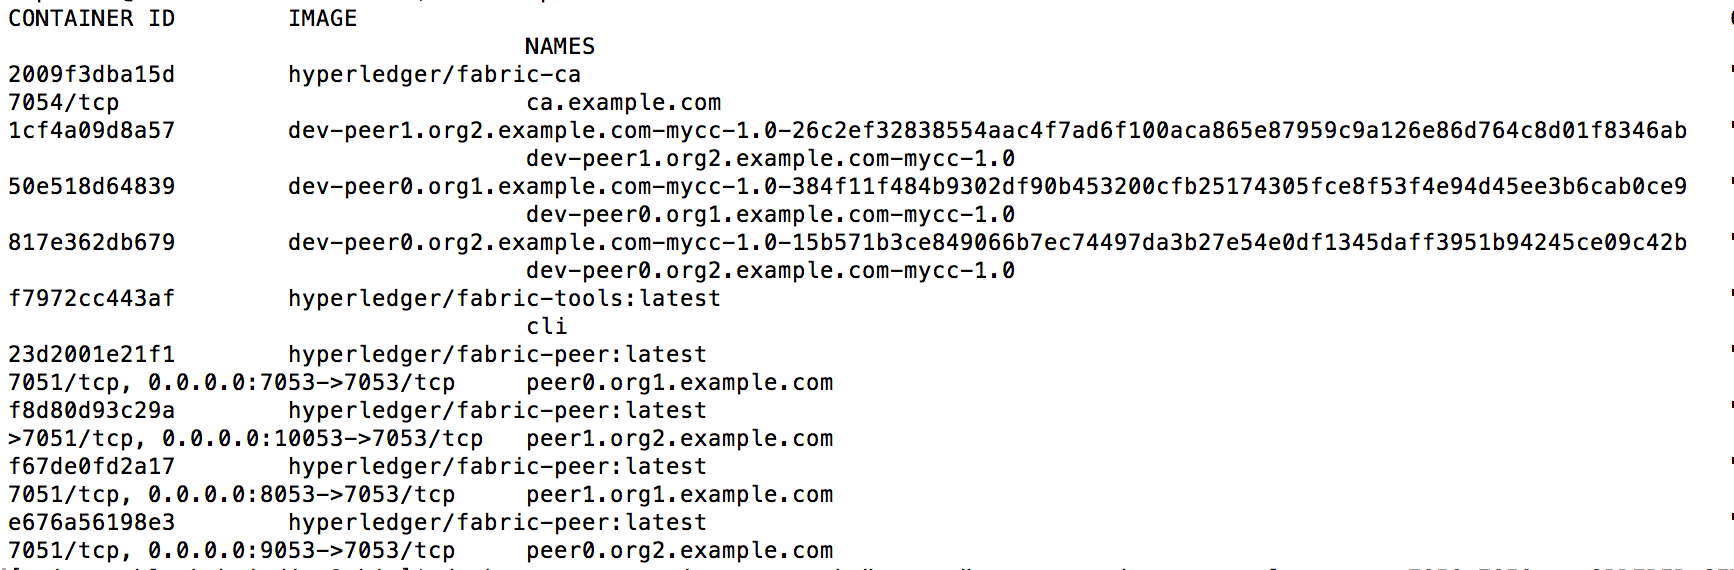 CONTAINER ID IMAGE
NAMES
2009f3dba15d hyperledger/fabric-ca
7054/tcp ca.example.com
1cf4a09d8a57 dev-peer1.org2.example.com-mycc-1.0-26c2ef32838554aac4f7ad6f100aca865e87959c9a126e86d764c8d01f8346ab
dev-peer1.org2.example.com-mycc-1.0
50e518d64839 dev-peer0.org1.example.com-mycc-1.0-384f11f484b9302df90b453200cfb25174305fce8f53f4e94d45ee3b6cab0ce9
dev-peer0.org1.example.com-mycc-1.0
817e362db679 dev-peer0.org2.example.com-mycc-1.0-15b571b3ce849066b7ec74497da3b27e54e0df1345daff3951b94245ce09c42b
dev-peer0.org2.example.com-mycc-1.0
f7972cc443af hyperledger/fabric-tools:latest
cli
23d2001e21f1 hyperledger/fabric-peer:latest
7051/tcp, 0.0.0.0:7053->7053/tcp peer0.org1.example.com
f8d80d93c29a hyperledger/fabric-peer:latest
>7051/tcp, 0.0.0.0:10053->7053/tcp peer1.org2.example.com
f67de0fd2a17 hyperledger/fabric-peer:latest
7051/tcp, 0.0.0.0:8053->7053/tcp peer1.org1.example.com
e676a56198e3 hyperledger/fabric-peer:latest
7051/tcp, 0.0.0.0:9053->7053/tcp peer0.org2.example.com